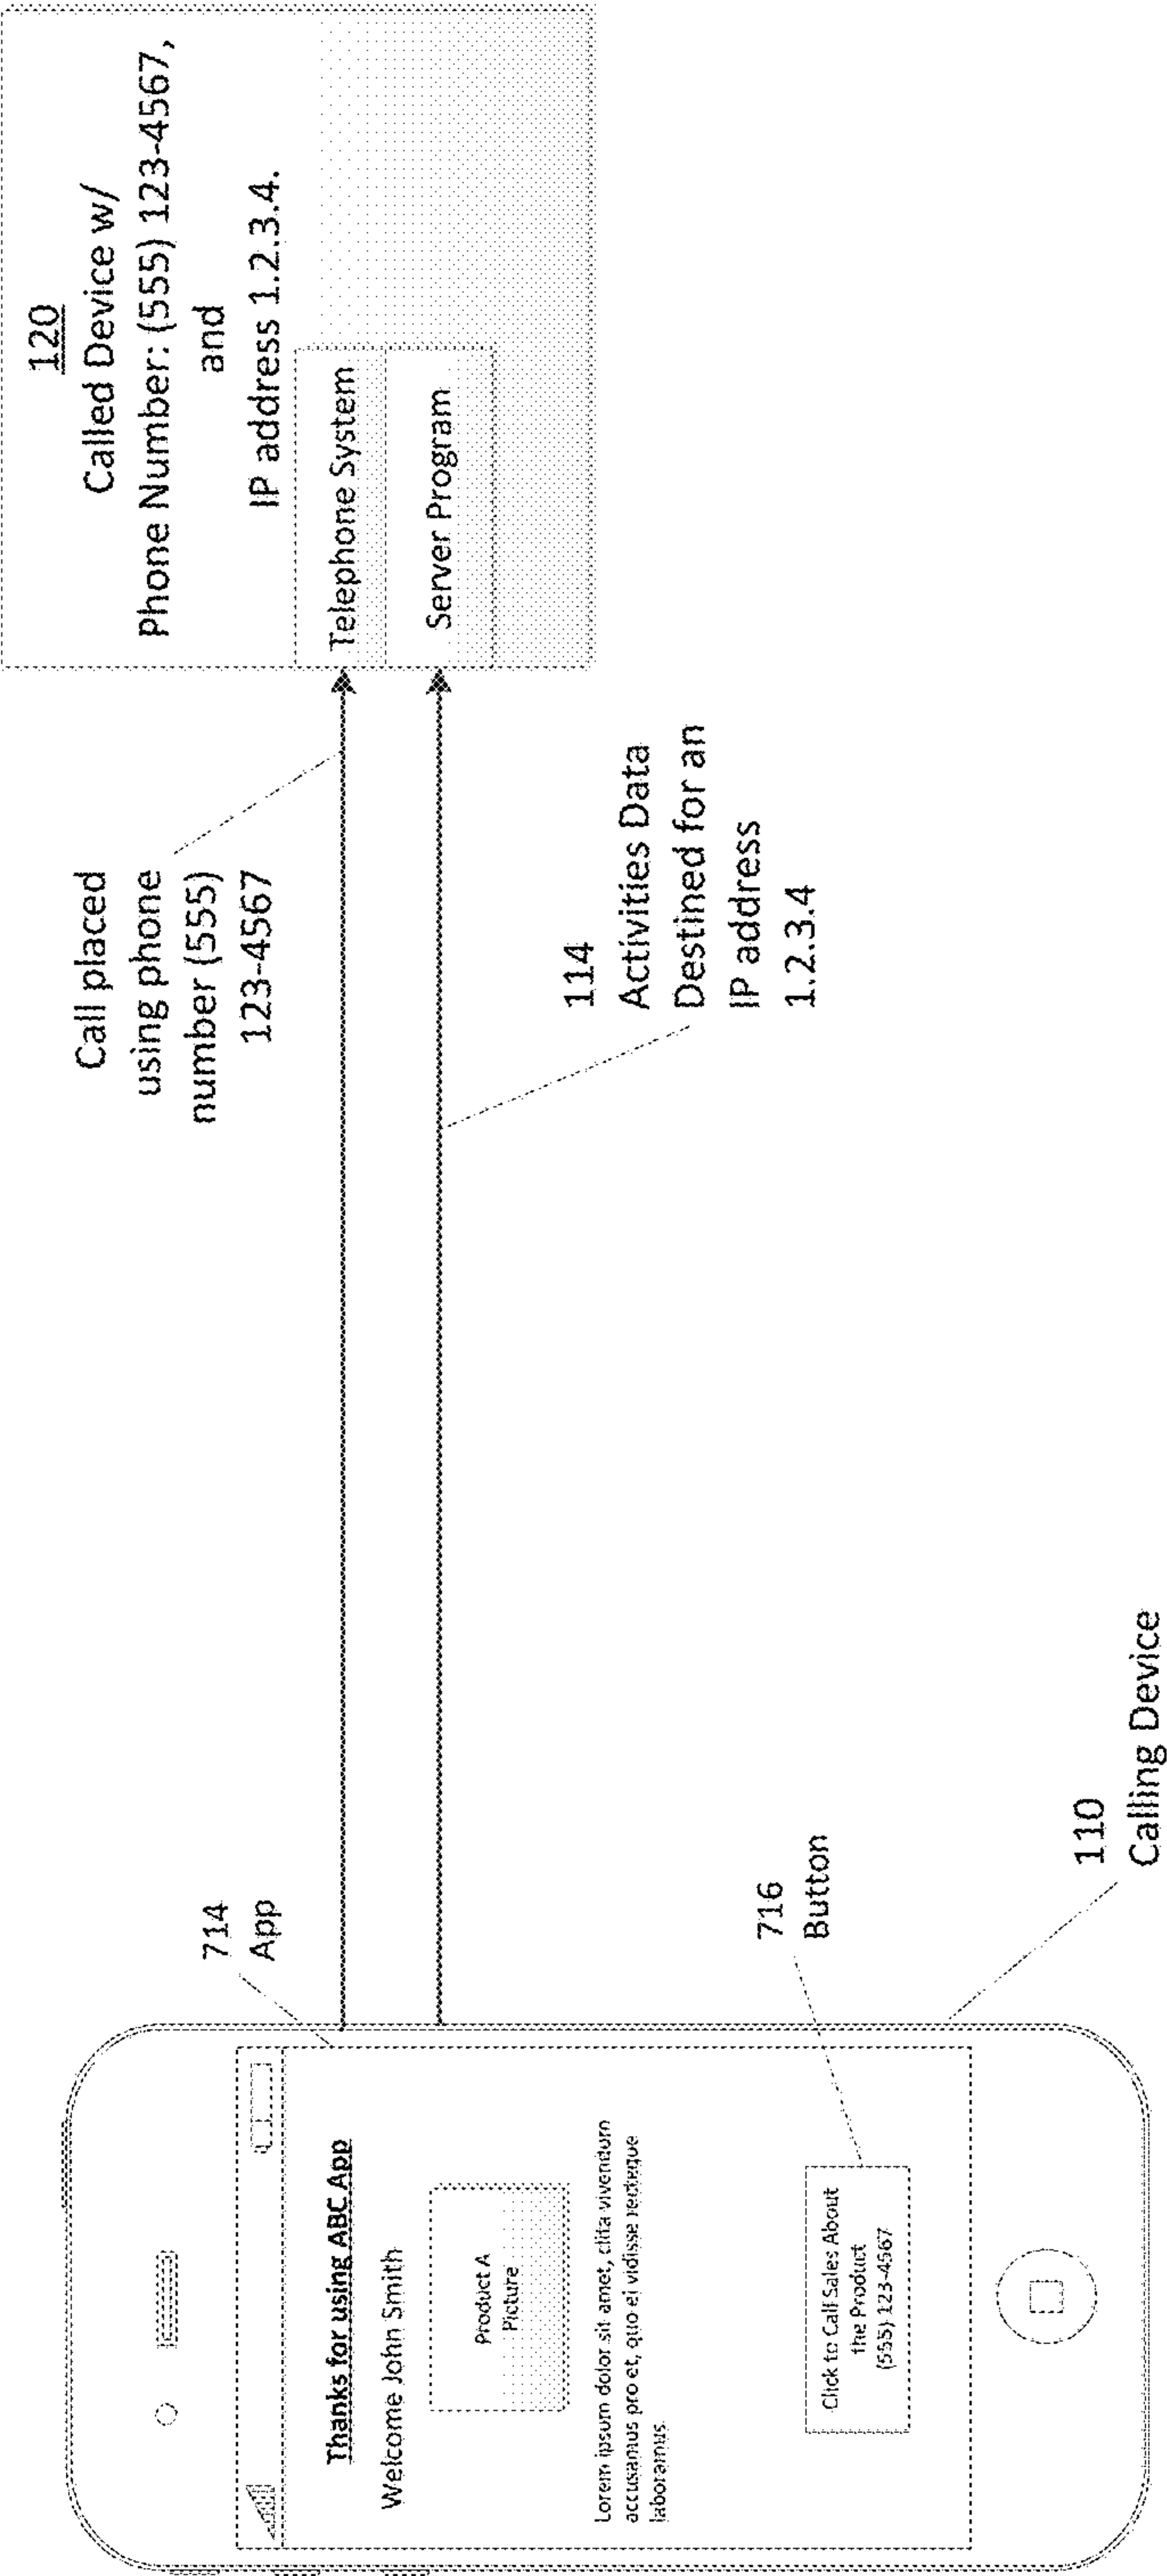 120
Called Device w/
Phone Number: (555) 123-4567,
and
IP address 1.2.3.4.
Telephone System
Server Program
Call placed
using phone
number (555)
123-4567
114
Activities Data
Destined for an
IP address
1.2.3.4
714
App
Thanks for using ABC App
Welcome John Smith
Product A
Picture
Lorem ipsum dolor sit amet, clita vivendum
accusamus pro et, quo ei vidisse recteque
laboramus.
Click to Call Sales About
the Product
(555) 123-4567
716
Button
110
Calling Device